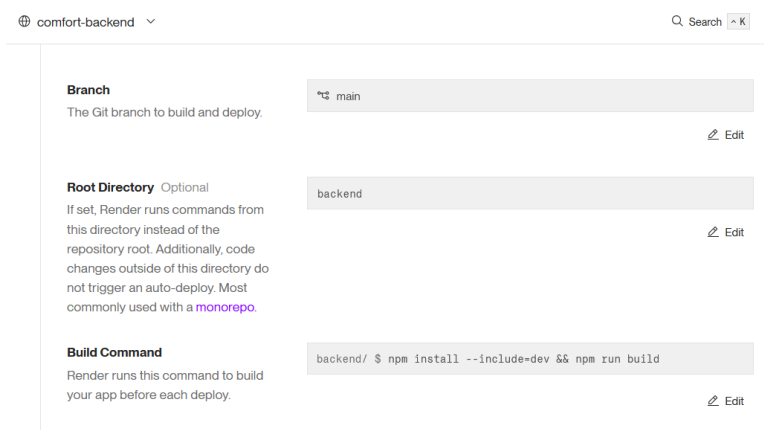 comfort-backend
Search ^ K
Branch
The Git branch to build and deploy.
main
Edit
Root Directory Optional
If set, Render runs commands from
this directory instead of the
repository root. Additionally, code
changes outside of this directory do
not trigger an auto-deploy. Most
commonly used with a monorepo.
backend
Edit
Build Command
Render runs this command to build
your app before each deploy.
backend/ $ npm install --include=dev && npm run build
Edit